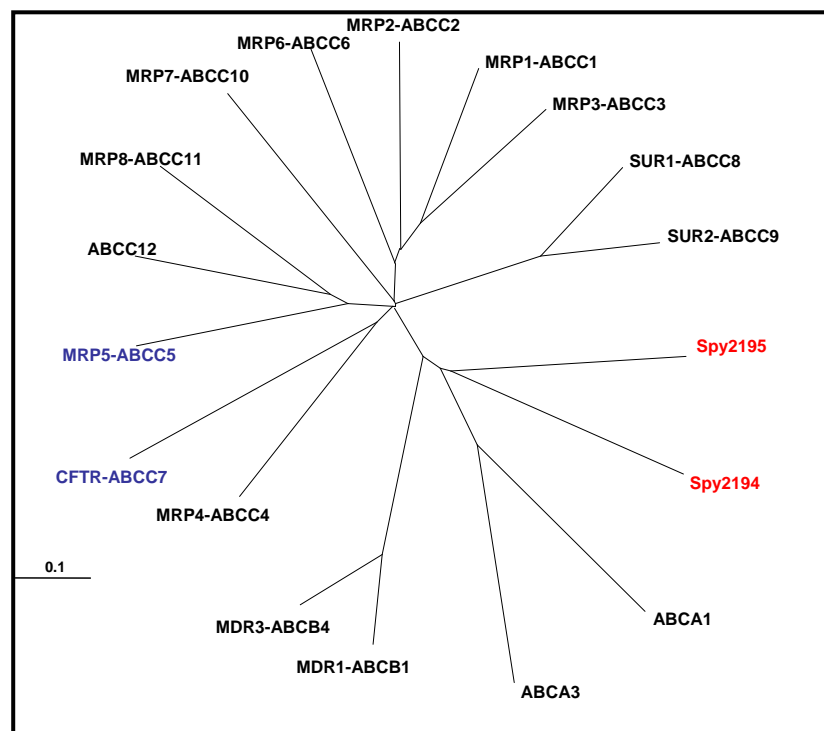 MRP2-ABCC2
MRP6-ABCC6
MRP1-ABCC1
MRP7-ABCC10
MRP3-ABCC3
MRP8-ABCC11
SUR1-ABCC8
SUR2-ABCC9
ABCC12
Spy2195
MRP5-ABCC5
CFTR-ABCC7
Spy2194
MRP4-ABCC4
0.1
ABCA1
MDR3-ABCB4
MDR1-ABCB1
ABCA3